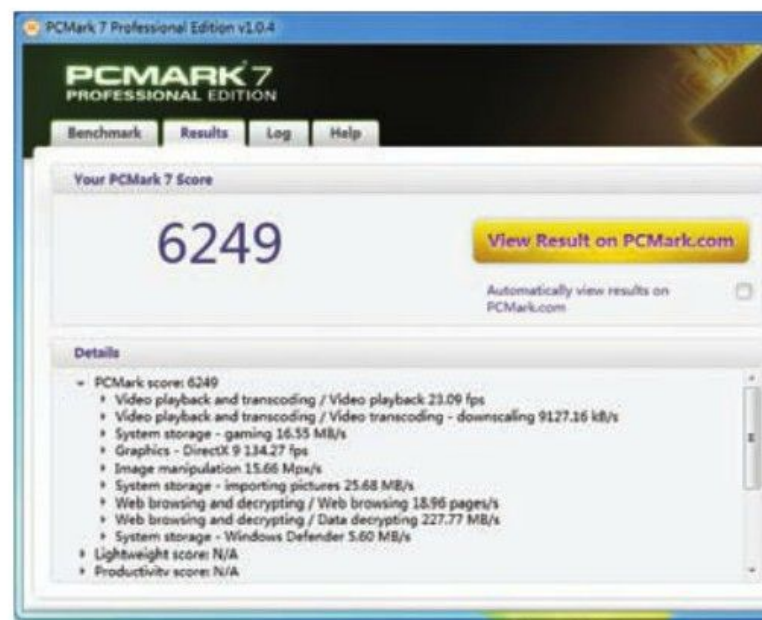 PCMark 7 Professional Edition v1.0.4
PCMARK 7
PROFESSIONAL EDITION
Benchmark Results Log Help
Your PCMark 7 Score
6249
View Result on PCMark.com
Automatically view results on
PCMark.com
Details
PCMark score: 6249
Video playback and transcoding / Video playback 23.09 fps
Video playback and transcoding / Video transcoding - downscaling 9127.16 kB/s
System storage - gaming 16.55 MB/s
Graphics - DirectX 9 134.27 fps
Image manipulation 15.66 Mpx/s
System storage - importing pictures 25.68 MB/s
Web browsing and decrypting / Web browsing 18.96 pages/s
Web browsing and decrypting / Data decrypting 227.77 MB/s
System storage - Windows Defender 5.60 MB/s
Lightweight score: N/A
Productivity score: N/A